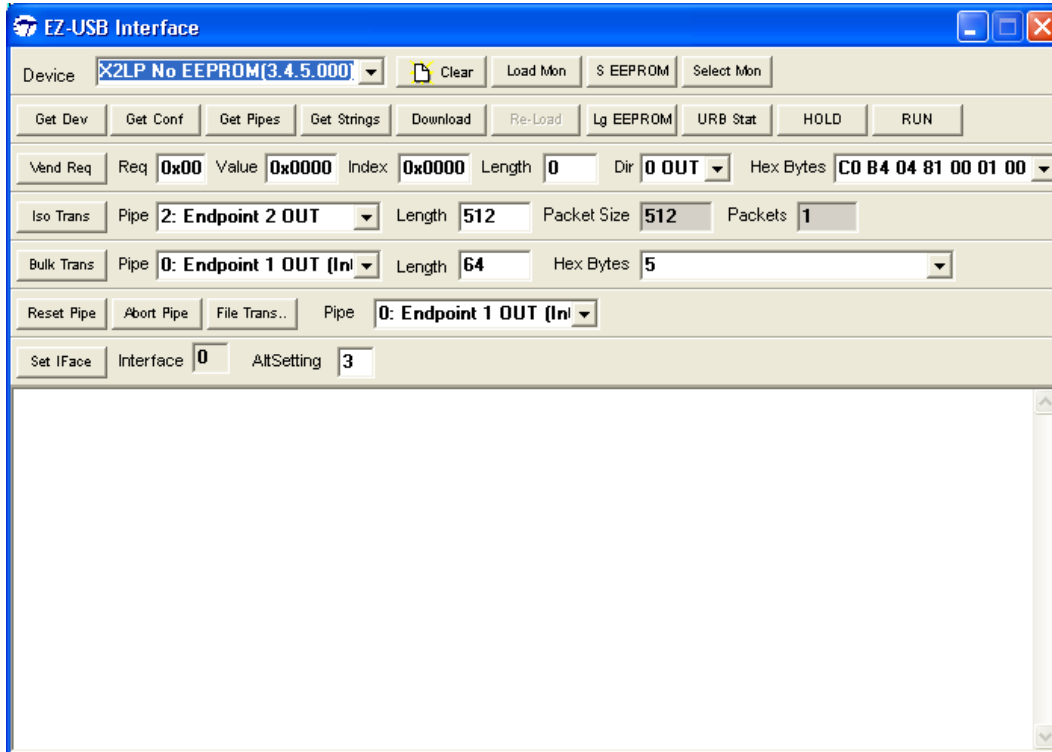 EZ-USB Interface
Device X2LP No EEPROM(3.4.5.000) Clear Load Mon S EEPROM Select Mon
Get Dev Get Conf Get Pipes Get Strings Download Re-Load Lg EEPROM URB Stat HOLD RUN
Vend Req Req 0x00 Value 0x0000 Index 0x0000 Length 0 Dir 0 OUT Hex Bytes C0 B4 04 81 00 01 00
Iso Trans Pipe 2: Endpoint 2 OUT Length 512 Packet Size 512 Packets 1
Bulk Trans Pipe 0: Endpoint 1 OUT (Int Length 64 Hex Bytes 5
Reset Pipe Abort Pipe File Trans.. Pipe 0: Endpoint 1 OUT (Int
Set IFace Interface 0 AltSetting 3